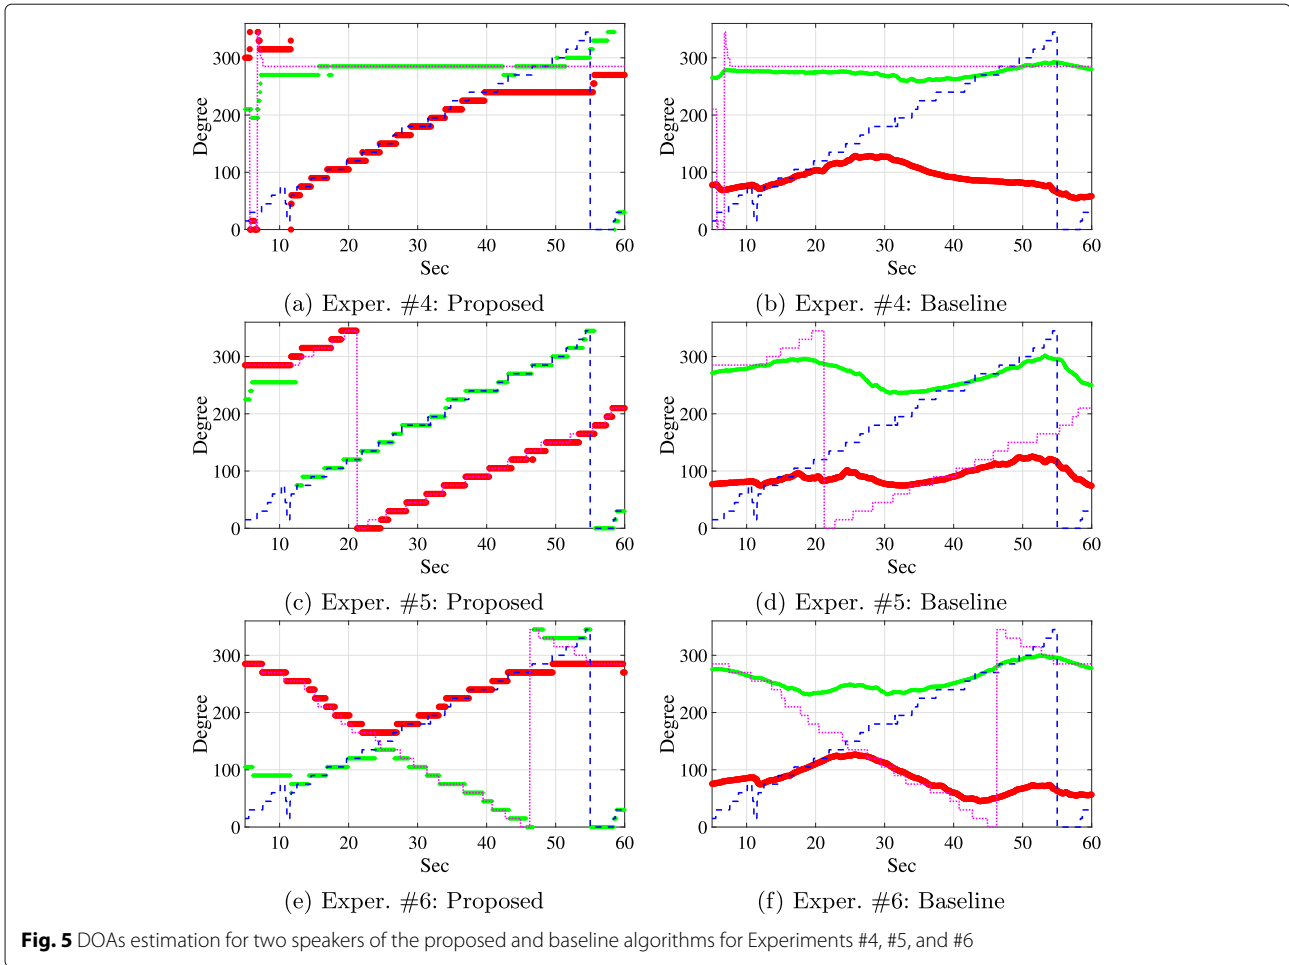 300
200
100
0
Degree
10 20 30 40 50 60
Sec
(a) Exper. #4: Proposed
300
200
100
0
Degree
10 20 30 40 50 60
Sec
(b) Exper. #4: Baseline
300
200
100
0
Degree
10 20 30 40 50 60
Sec
(c) Exper. #5: Proposed
300
200
100
0
Degree
10 20 30 40 50 60
Sec
(d) Exper. #5: Baseline
300
200
100
0
Degree
10 20 30 40 50 60
Sec
(e) Exper. #6: Proposed
300
200
100
0
Degree
10 20 30 40 50 60
Sec
(f) Exper. #6: Baseline
Fig. 5 DOAs estimation for two speakers of the proposed and baseline algorithms for Experiments #4, #5, and #6